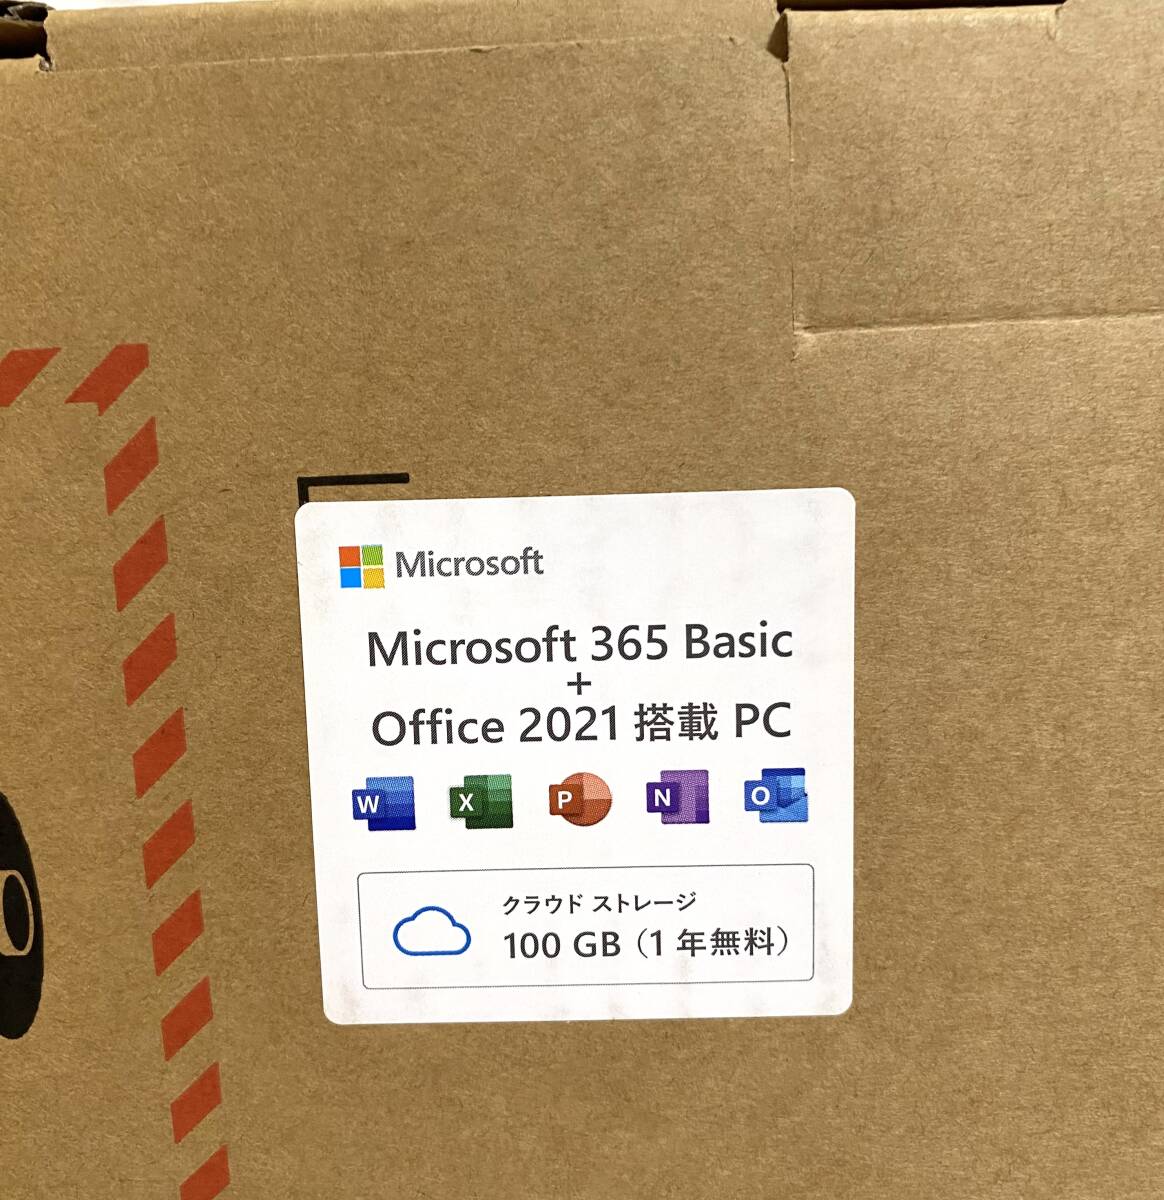 Microsoft
Microsoft 365 Basic
+
Office 2021 搭載 PC
W X P N O
クラウド ストレージ
100 GB (1 年無料)